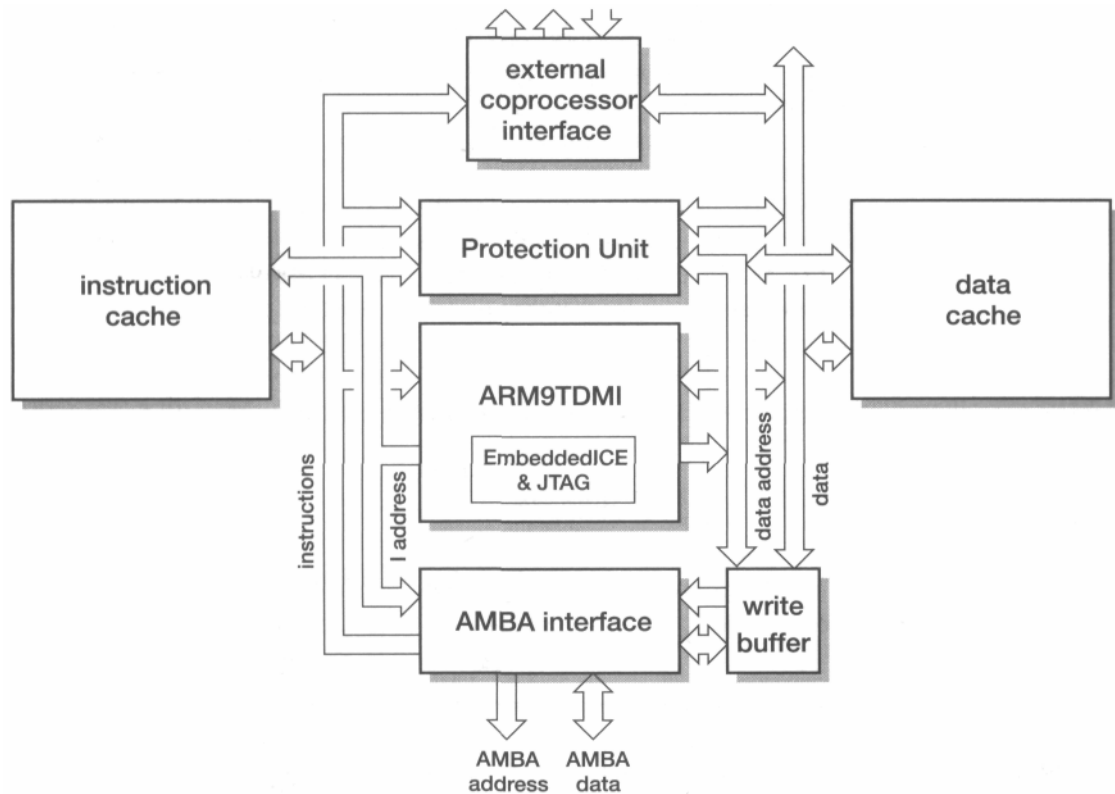 external
coprocessor
interface
Protection Unit
instruction
cache
data
cache
ARM9TDMI
EmbeddedICE
& JTAG
instructions
I address
data address
data
AMBA interface
write
buffer
AMBA
address
AMBA
data